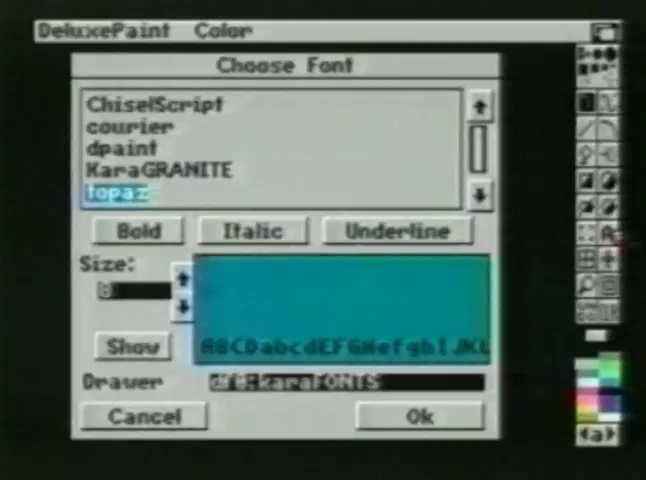 DeluxePaint Color
Choose Font
ChiselScript
courier
dpaint
KaraGRANITE
topaz
Bold Italic Underline
Size:
8
Show
ABCDabcdEFGHefghIJKL
Drawer df0:karaFONTS
Cancel Ok